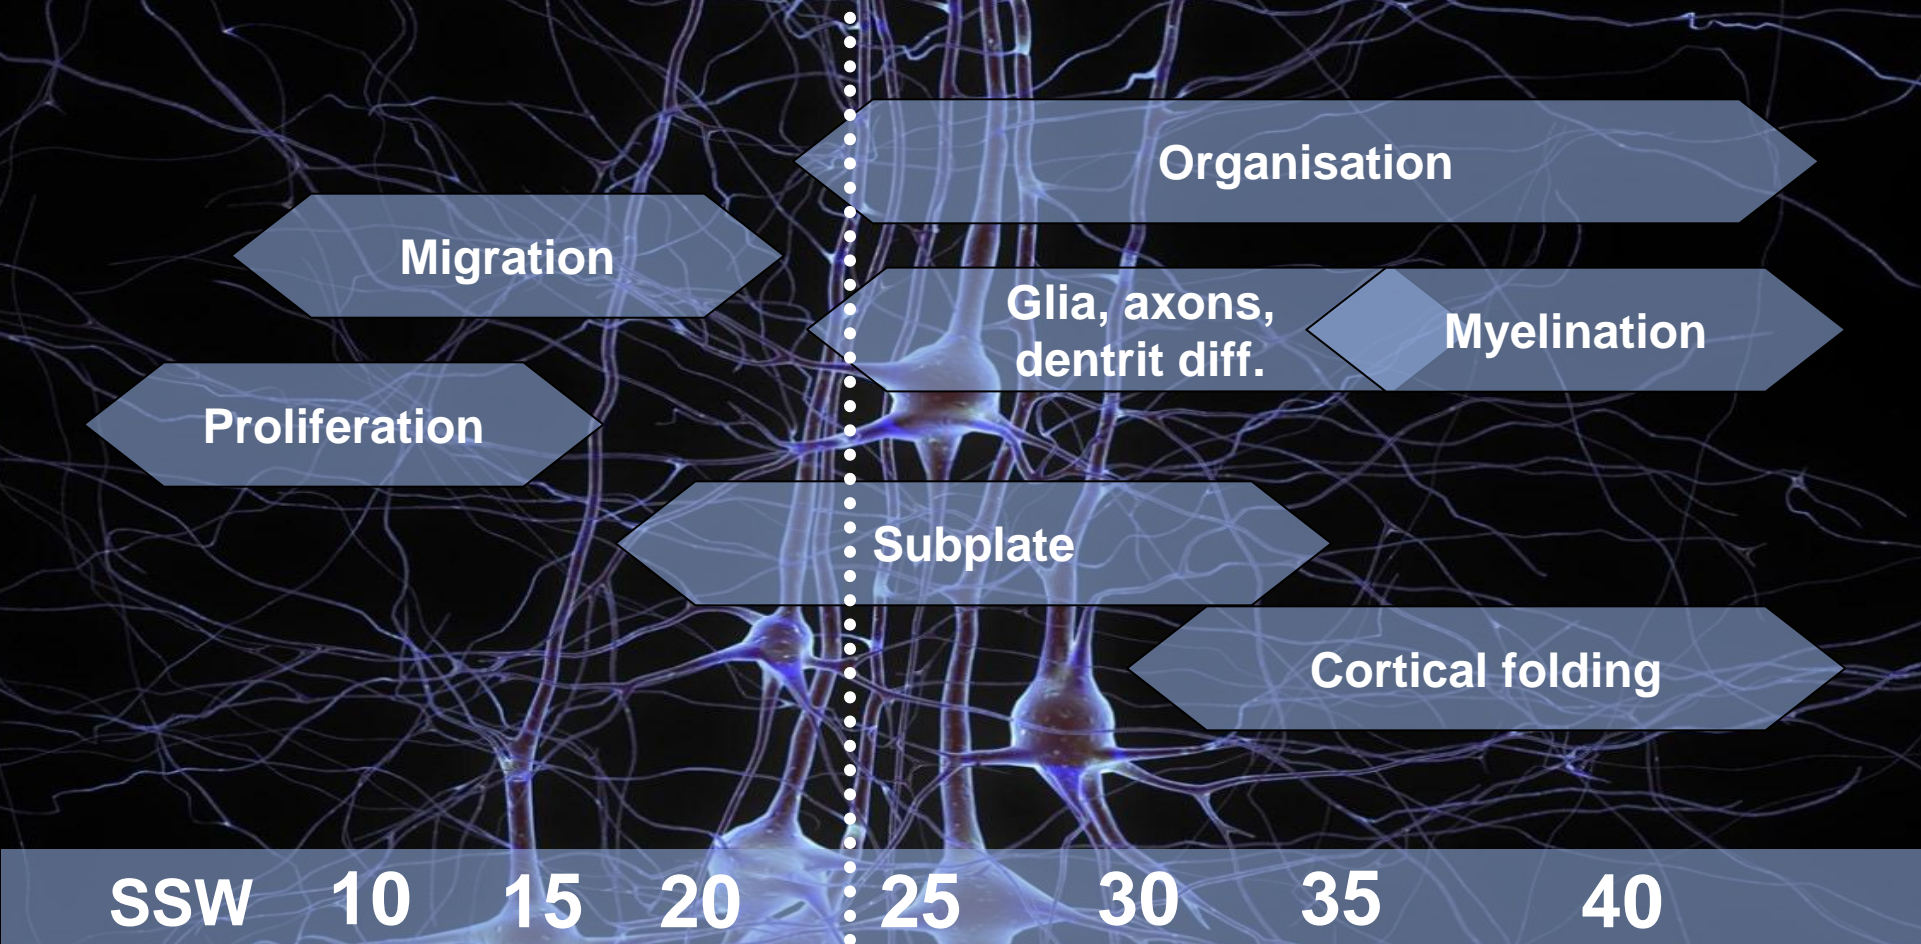 Organisation
Migration
Glia, axons,
dentrit diff.
Myelination
Proliferation
Subplate
Cortical folding
SSW 10 15 20 25 30 35 40